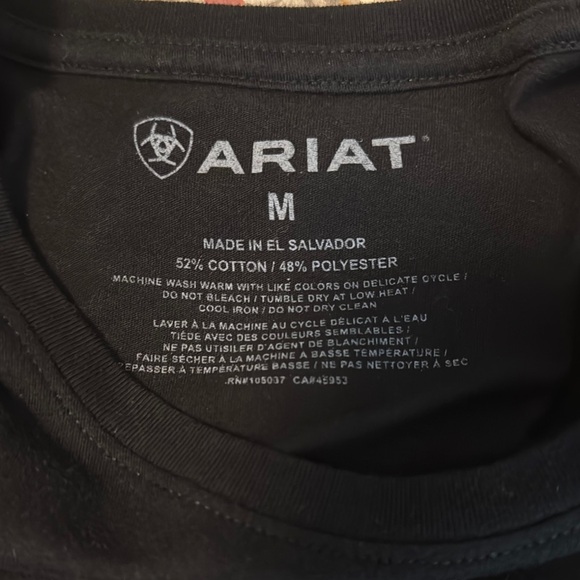 ARIAT
M
MADE IN EL SALVADOR
52% COTTON / 48% POLYESTER
MACHINE WASH WARM WITH LIKE COLORS ON DELICATE CYCLE /
DO NOT BLEACH / TUMBLE DRY AT LOW HEAT /
COOL IRON / DO NOT DRY CLEAN
LAVER À LA MACHINE AU CYCLE DÉLICAT À L'EAU
TIÈDE AVEC DES COULEURS SEMBLABLES /
NE PAS UTISILER D'AGENT DE BLANCHIMENT /
FAIRE SÉCHER À LA MACHINE À BASSE TEMPÉRATURE /
REPASSER À TEMPÉRATURE BASSE / NE PAS NETTOYER À SEC
RN#105037 CA#45953